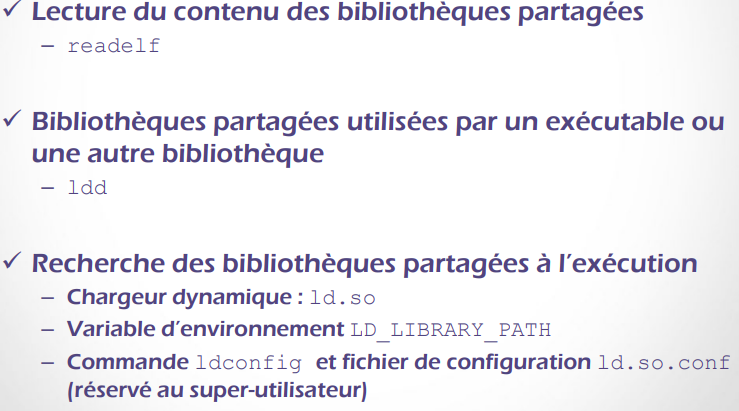 ✓ Lecture du contenu des bibliothèques partagées
– readelf
✓ Bibliothèques partagées utilisées par un exécutable ou
une autre bibliothèque
– ldd
✓ Recherche des bibliothèques partagées à l’exécution
– Chargeur dynamique : ld.so
– Variable d’environnement LD_LIBRARY_PATH
– Commande ldconfig et fichier de configuration ld.so.conf
(réservé au super-utilisateur)